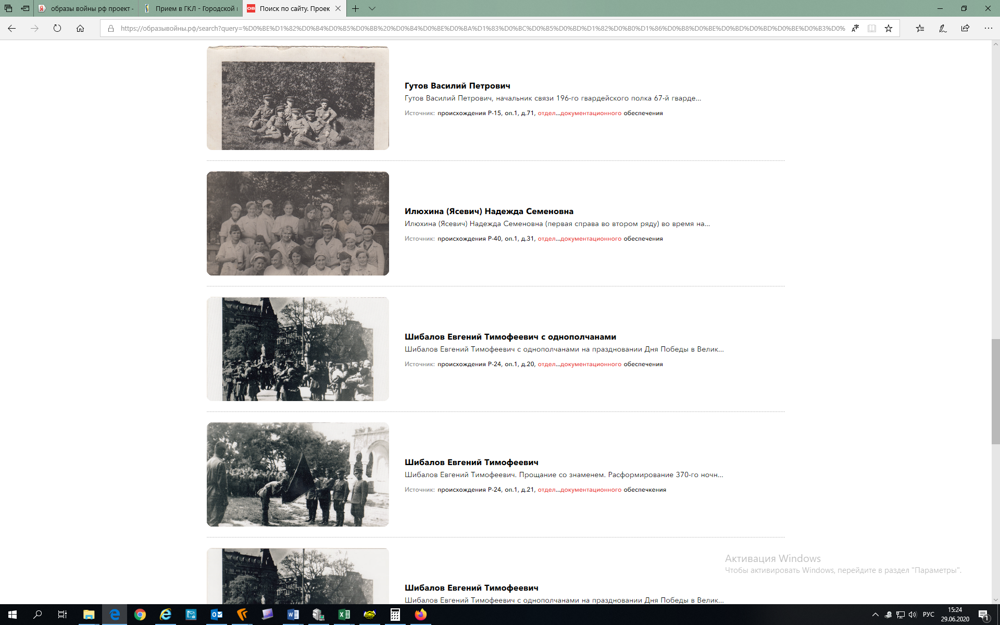 образы войны рф проект -
Прием в ГКЛ - Городской
ОВ
Поиск по сайту. Проек
https://образывойны.рф/search?query=%D0%BE%D1%82%D0%B4%D0%B5%D0%BB%20%D0%B4%D0%BE%D0%BA%D1%83%D0%BC%D0%B5%D0%BD%D1%82%D0%B0%D1%86%D0%B8%D0%BE%D0%BD%D0%BD%D0%BE%D0%B3%D0%
Гутов Василий Петрович
Гутов Василий Петрович, начальник связи 196-го гвардейского полка 67-й гварде...
Источник: происхождения Р-15, оп.1, д.71, отдел...документационного обеспечения
Илюхина (Ясевич) Надежда Семеновна
Илюхина (Ясевич) Надежда Семеновна (первая справа во втором ряду) во время на...
Источник: происхождения Р-40, оп.1, д.31, отдел...документационного обеспечения
Шибалов Евгений Тимофеевич с однополчанами
Шибалов Евгений Тимофеевич с однополчанами на праздновании Дня Победы в Велик...
Источник: происхождения Р-24, оп.1, д.20, отдел...документационного обеспечения
Шибалов Евгений Тимофеевич
Шибалов Евгений Тимофеевич. Прощание со знаменем. Расформирование 370-го ночн...
Источник: происхождения Р-24, оп.1, д.21, отдел...документационного обеспечкения
Шибалов Евгений Тимофеевич
Шибалов Евгений Тимофеевич с однополчанами на праздновании Дня Победы в Велик...
Активация Windows
Чтобы активировать Windows, перейдите в раздел "Параметры".
РУС
15:24
29.06.2020
1